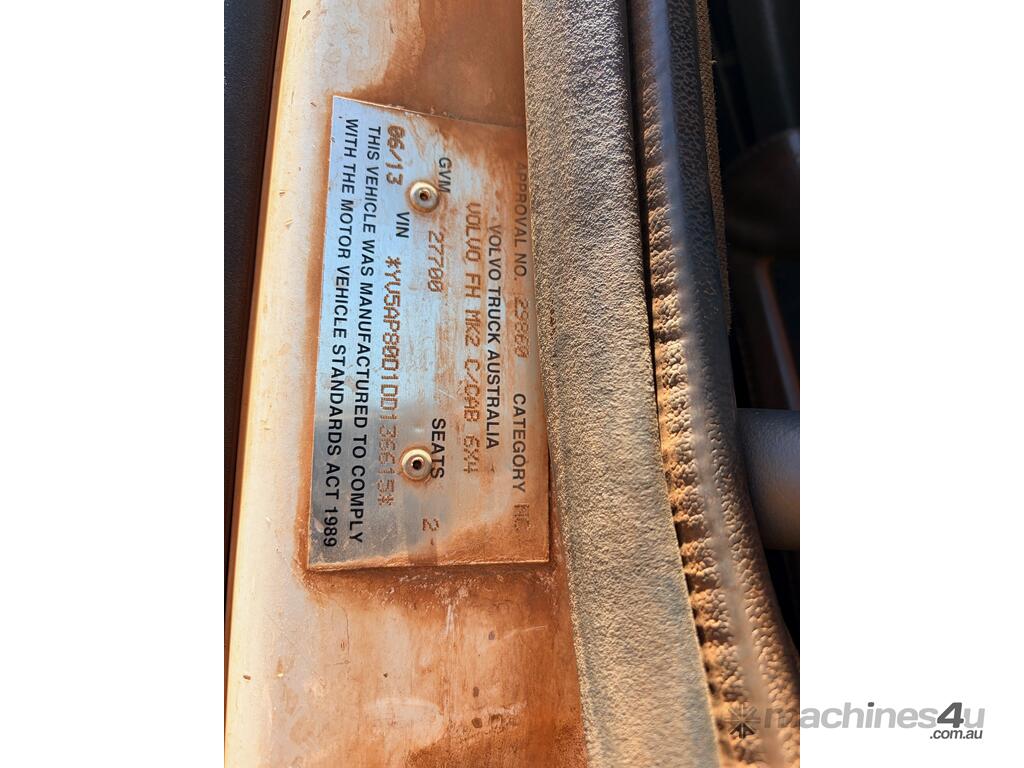 APPROVAL NO. 29860 CATEGORY NC
VOLVO TRUCK AUSTRALIA
VOLVO FH MK2 C/CAB 6X4
GVM 27700 SEATS 2
06/13 VIN *YV5AP80D1DD136615*
THIS VEHICLE WAS MANUFACTURED TO COMPLY
WITH THE MOTOR VEHICLE STANDARDS ACT 1989
machines4u
.com.au